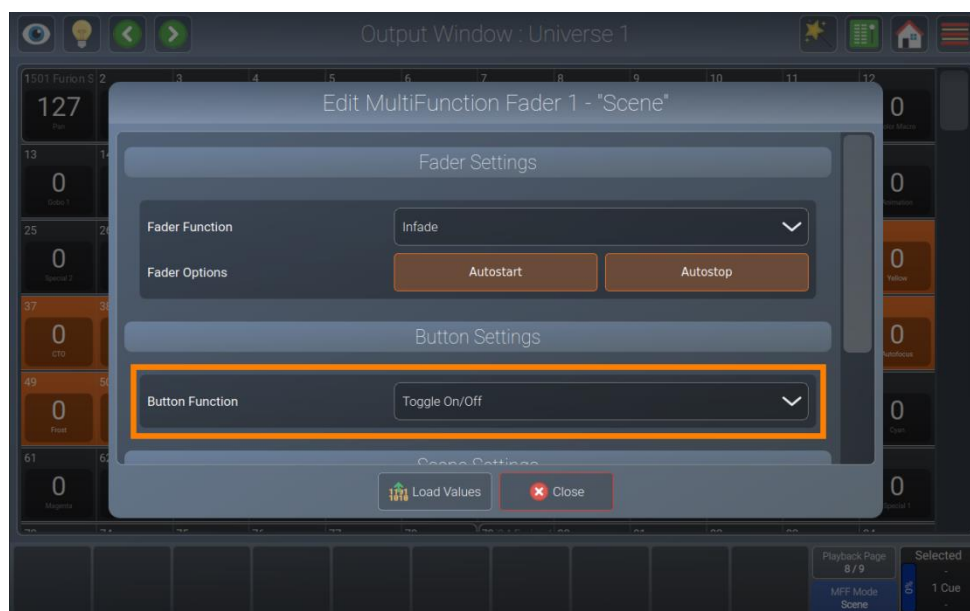 Output Window : Universe 1
1501 Furion S 2 3 4 5 6 7 8 9 10 11 12
127
Pan
0
Edit MultiFunction Fader 1 - "Scene"
Fader Settings
13
0
Gobo 1
0
Animation
Fader Function Infade
25
0
Special 2
0
Yellow
Fader Options Autostart Autostop
37
0
CTO
0
Autofocus
Button Settings
49
0
Frost
0
Cyan
Button Function Toggle On/Off
61
0
Magenta
0
Special 1
Scene Settings
Load Values Close
Playback Page
8 / 9
MFF Mode
Scene
Selected
-
1 Cue
-